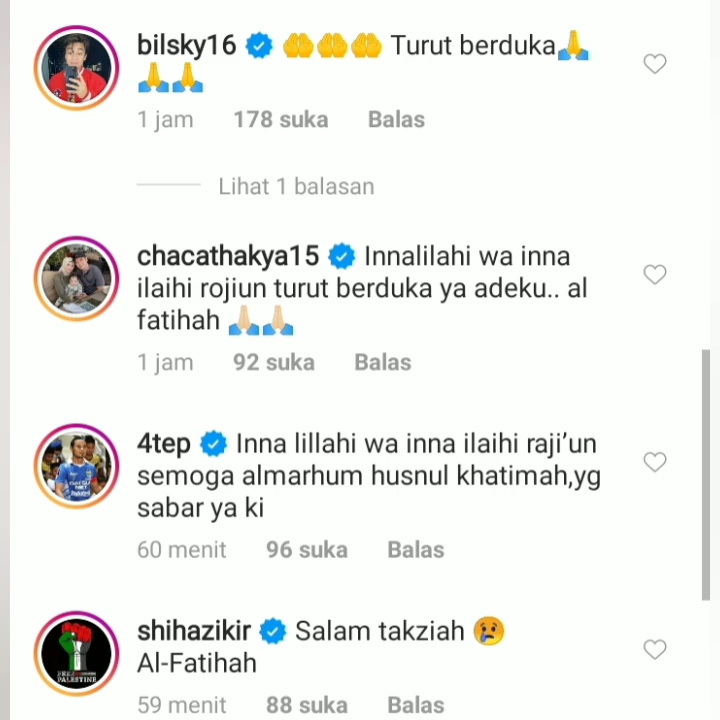 bilsky16 🤲🤲🤲 Turut berduka🙏
🙏🙏
1 jam 178 suka Balas
Lihat 1 balasan
chacathakya15 Innalilahi wa inna
ilaihi rojiun turut berduka ya adeku.. al
fatihah 🙏🏻🙏🏻
1 jam 92 suka Balas
4tep Inna lillahi wa inna ilaihi raji’un
semoga almarhum husnul khatimah,yg
sabar ya ki
60 menit 96 suka Balas
shihazikir Salam takziah 😢
Al-Fatihah
59 menit 88 suka Balas
PALESTINE